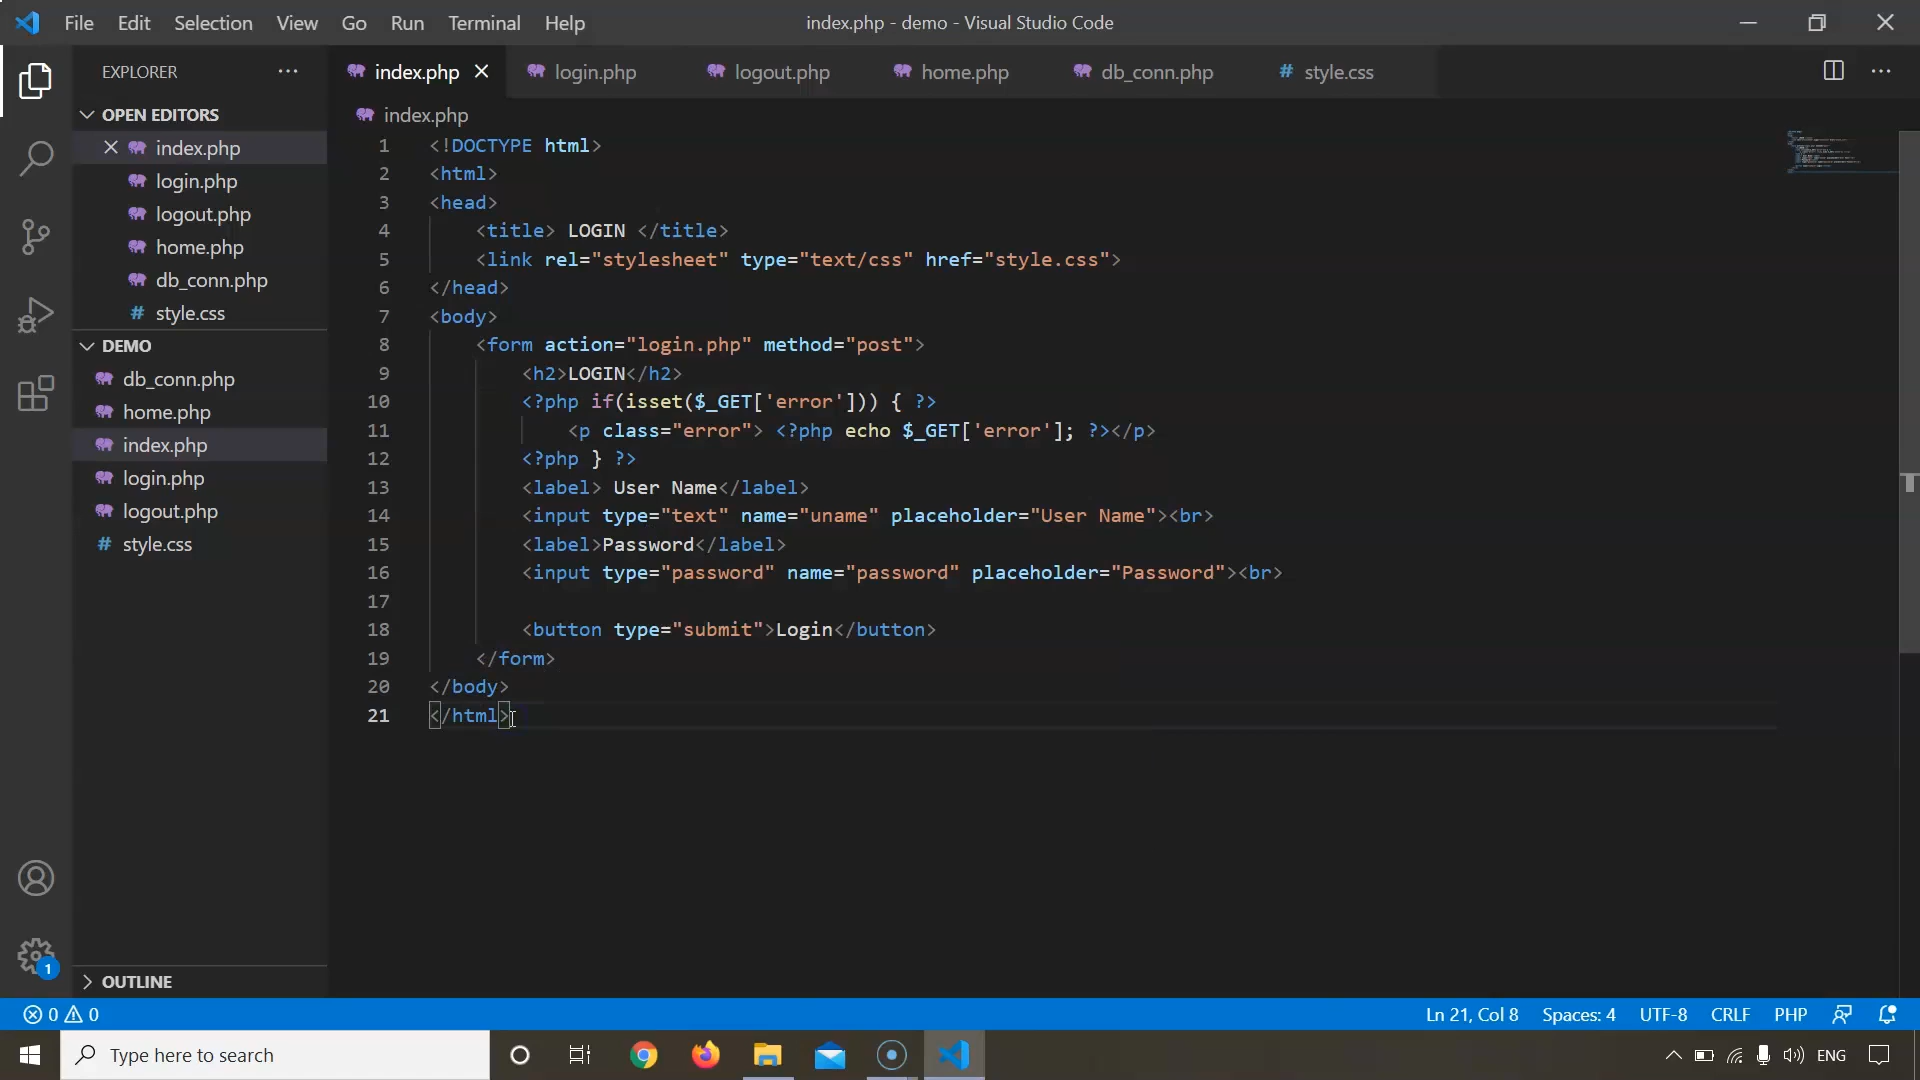 File Edit Selection View Go Run Terminal Help
index.php - demo - Visual Studio Code
EXPLORER
OPEN EDITORS
index.php
login.php
logout.php
home.php
db_conn.php
style.css
DEMO
db_conn.php
home.php
index.php
login.php
logout.php
style.css
OUTLINE
index.php login.php logout.php home.php db_conn.php style.css
index.php
1 <!DOCTYPE html>
2 <html>
3 <head>
4 <title> LOGIN </title>
5 <link rel="stylesheet" type="text/css" href="style.css">
6 </head>
7 <body>
8 <form action="login.php" method="post">
9 <h2>LOGIN</h2>
10 <?php if(isset($_GET['error'])) { ?>
11 <p class="error"> <?php echo $_GET['error']; ?></p>
12 <?php } ?>
13 <label> User Name</label>
14 <input type="text" name="uname" placeholder="User Name"><br>
15 <label>Password</label>
16 <input type="password" name="password" placeholder="Password"><br>
17
18 <button type="submit">Login</button>
19 </form>
20 </body>
21 </html>
1
0 0
Ln 21, Col 8 Spaces: 4 UTF-8 CRLF PHP
Type here to search
ENG